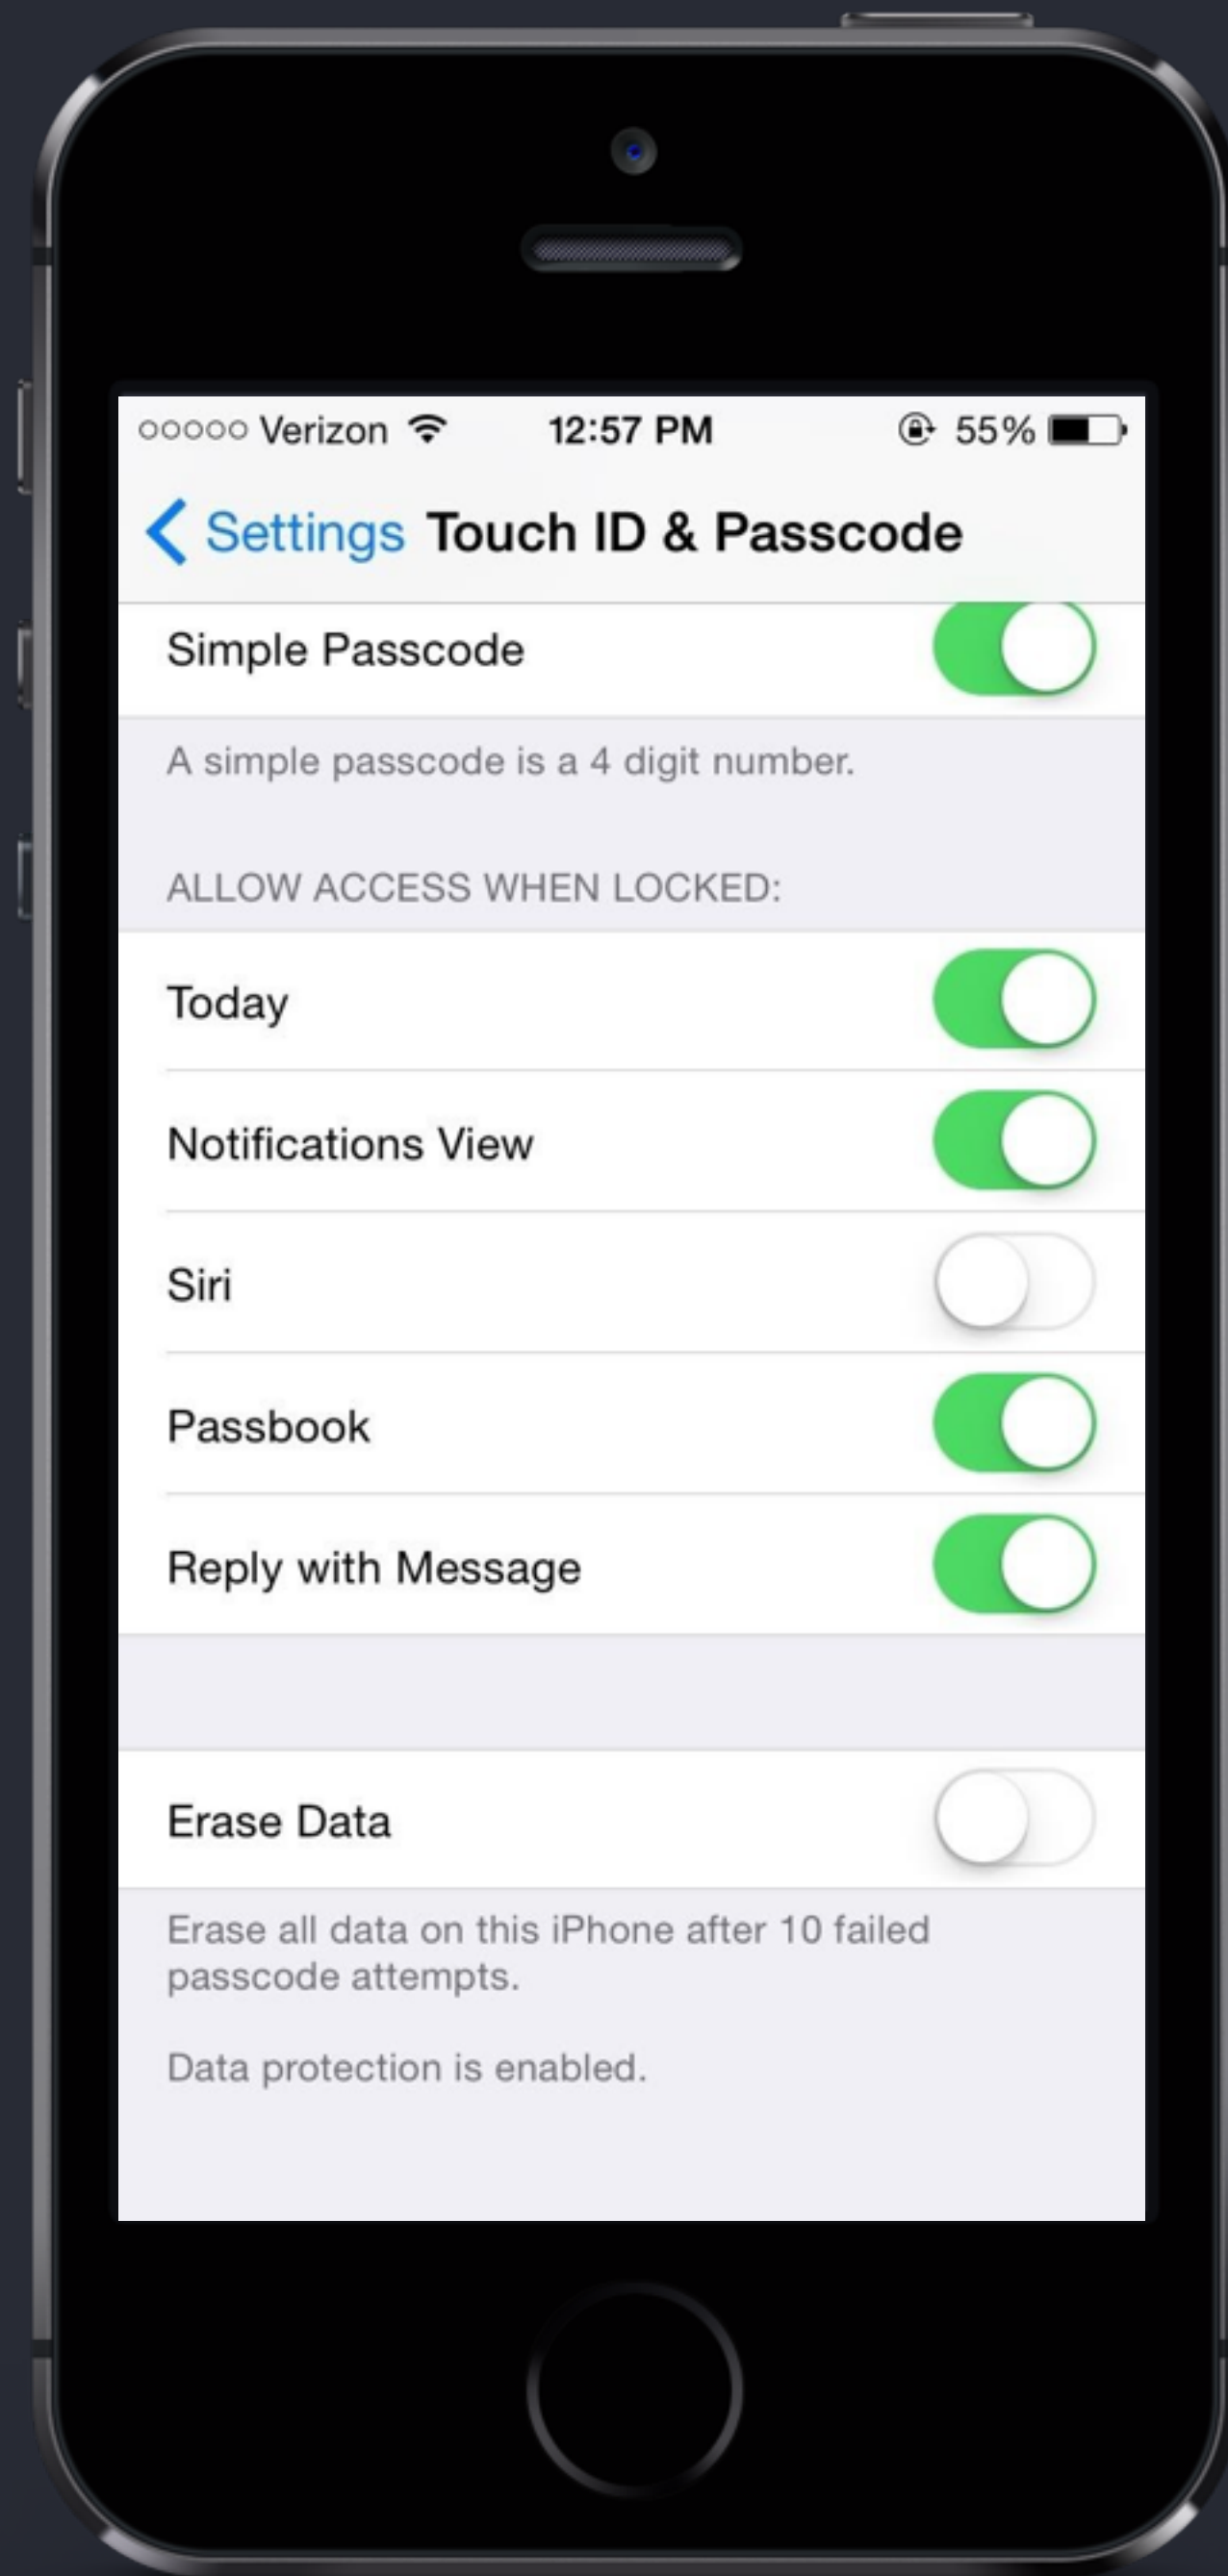 Verizon 12:57 PM 55%
Settings Touch ID & Passcode
Simple Passcode
A simple passcode is a 4 digit number.
ALLOW ACCESS WHEN LOCKED:
Today
Notifications View
Siri
Passbook
Reply with Message
Erase Data
Erase all data on this iPhone after 10 failed
passcode attempts.
Data protection is enabled.